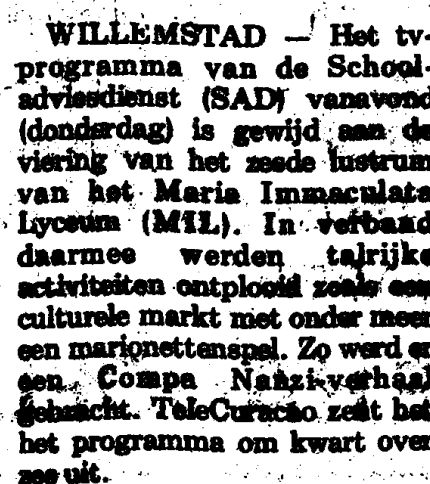 WILLEMSTAD — Het tv-
programma van de School-
adviesdienst (SAD) vanavond
(donderdag) is gewijd aan de
viering van het zesde lustrum
van het Maria Immaculata
Lyceum (MIL). In verband
daarmee werden talrijke
activiteiten ontplooid zoals een
culturele markt met onder meer
een marionettenspel. Zo werd er
een Compa Nanzi-verhaal
gebracht. TeleCuracao zent het
het programma om kwart over
zes uit.